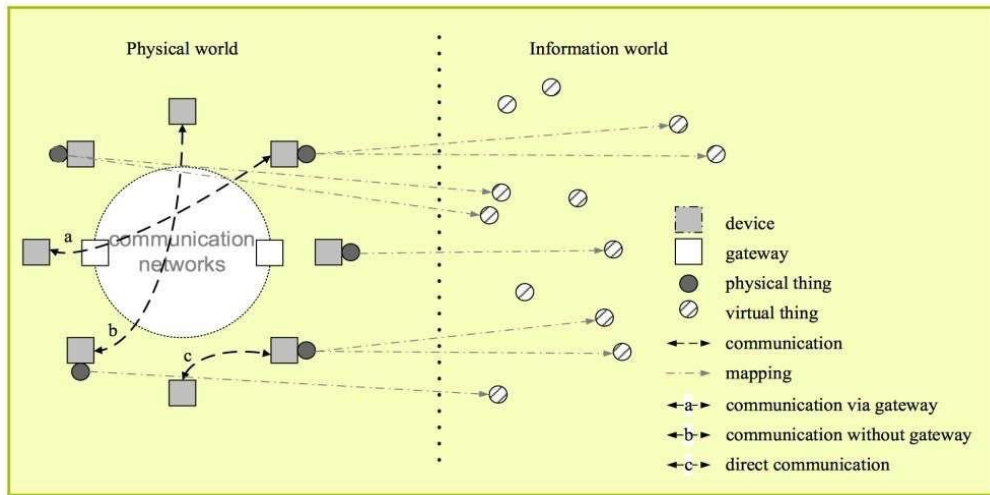 Physical world
Information world
a
communication
networks
b
c
device
gateway
physical thing
virtual thing
communication
mapping
a communication via gateway
b communication without gateway
c direct communication